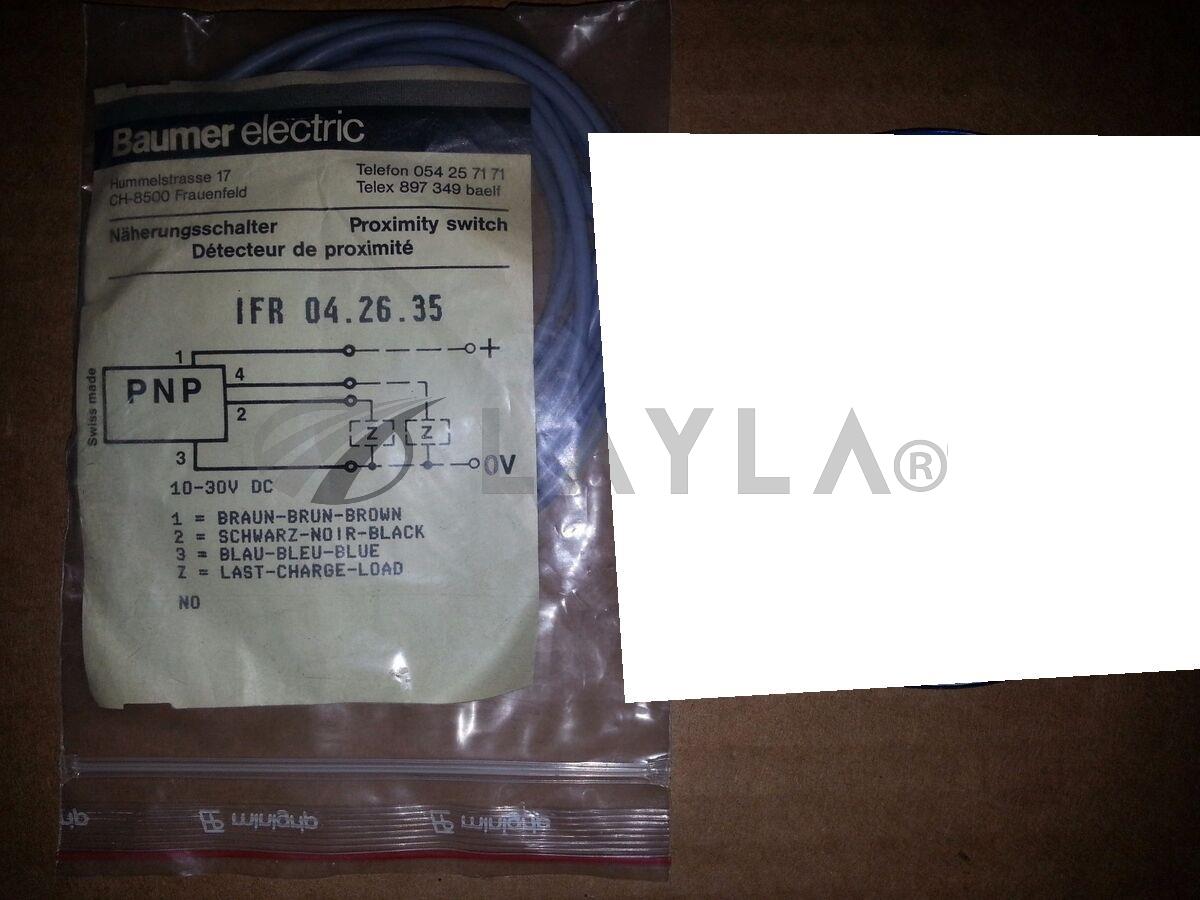 Baumer electric
Hummelstrasse 17
CH-8500 Frauenfeld
Telefon 054 25 71 71
Telex 897 349 baelf
Näherungsschalter Proximity switch
Détecteur de proximité
IFR 04.26.35
1
+
PNP
4
2
Z Z
3
0V
Swiss made
10-30V DC
1 = BRAUN-BRUN-BROWN
2 = SCHWARZ-NOIR-BLACK
3 = BLAU-BLEU-BLUE
Z = LAST-CHARGE-LOAD
NO
LAYLA®
minigrip
minigrip